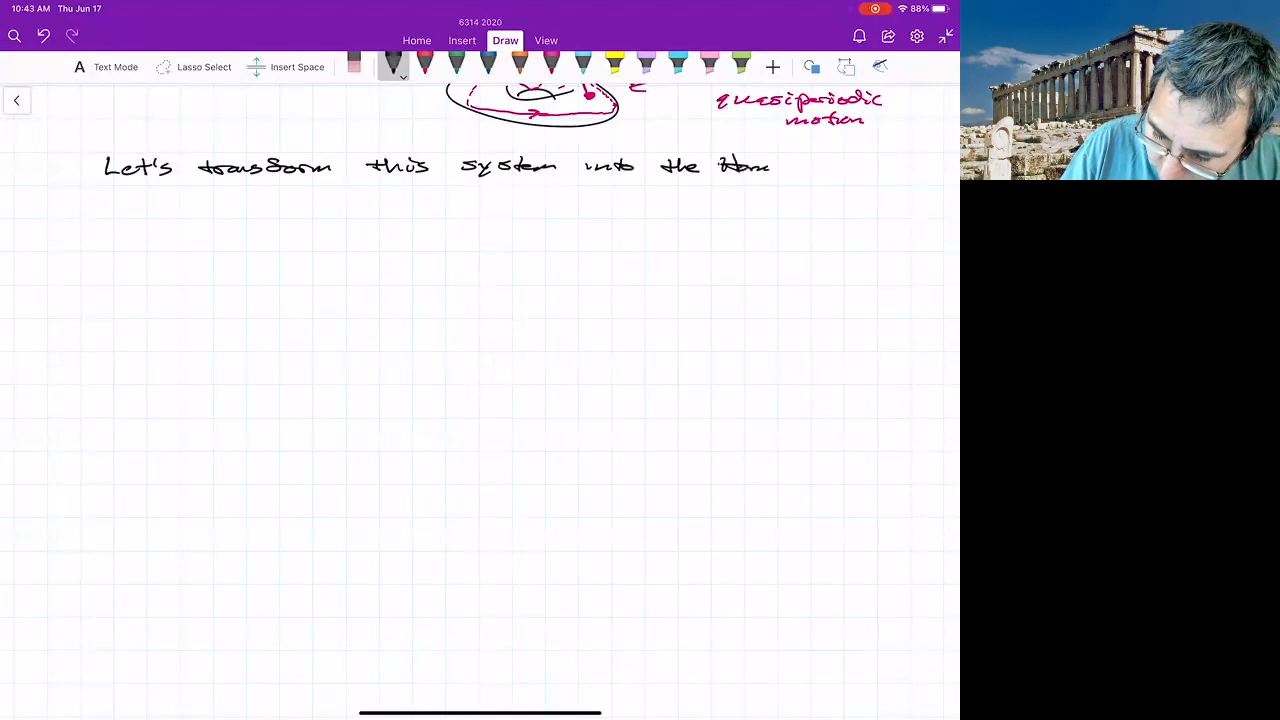 10:43 AM Thu Jun 17
88%
6314 2020
Home Insert Draw View
A Text Mode Lasso Select Insert Space
quasiperiodic
motion
Let's transform this system into the